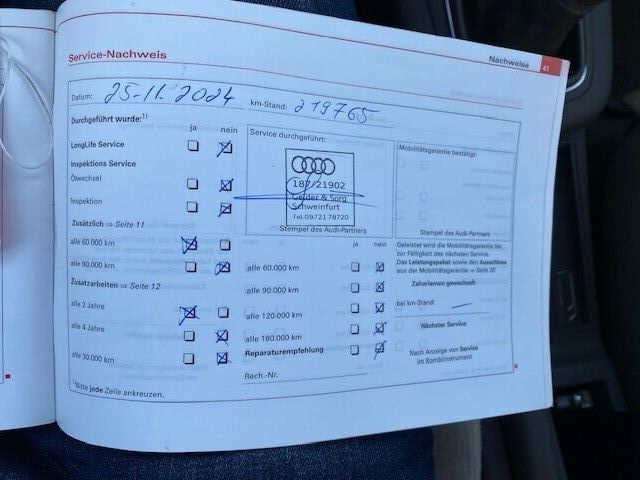 Service-Nachweis
Nachweise 41
Datum: 25-11.2024 km-Stand: 219765
Durchgeführt wurde:1)
ja nein
LongLife Service
Inspektions Service
Ölwechsel
Inspektion
Zusätzlich ⇒ Seite 11
alle 60.000 km
alle 90.000 km
Zusatzarbeiten ⇒ Seite 12
alle 2 Jahre
alle 4 Jahre
alle 30.000 km
1)Bitte jede Zeile ankreuzen.
Service durchgeführt:
187/21902
Gelder & Sorg
Schweinfurt
Tel.09721 78720
Stempel des Audi-Partners
ja nein
alle 60.000 km
alle 90.000 km
alle 120.000 km
alle 180.000 km
Reparaturempfehlung
Rech.-Nr.
Mobilitätsgarantie bestätigt:
Stempel des Audi-Partners
Geleistet wird die Mobilitätsgarantie bis
zur Fälligkeit des nächsten Service.
Das Leistungspaket sowie den Ausschluss
aus der Mobilitätsgarantie ⇒ Seite 20
Zahnriemen gewechselt
bei km-Stand:
Nächster Service:
Nach Anzeige von Service
im Kombiinstrument